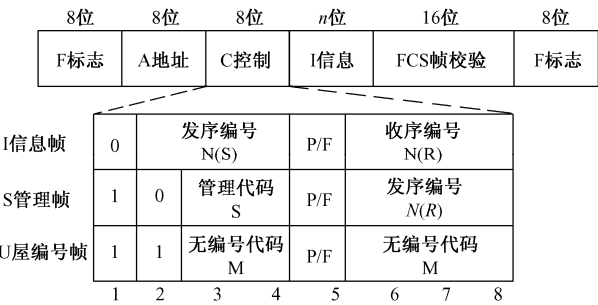 8位 8位 8位 n位 16位 8位
F标志 A地址 C控制 I信息 FCS帧校验 F标志
I信息帧 0 发序编号 N(S) P/F 收序编号 N(R)
S管理帧 1 0 管理代码 S P/F 发序编号 N(R)
U屋编号帧 1 1 无编号代码 M P/F 无编号代码 M
1 2 3 4 5 6 7 8